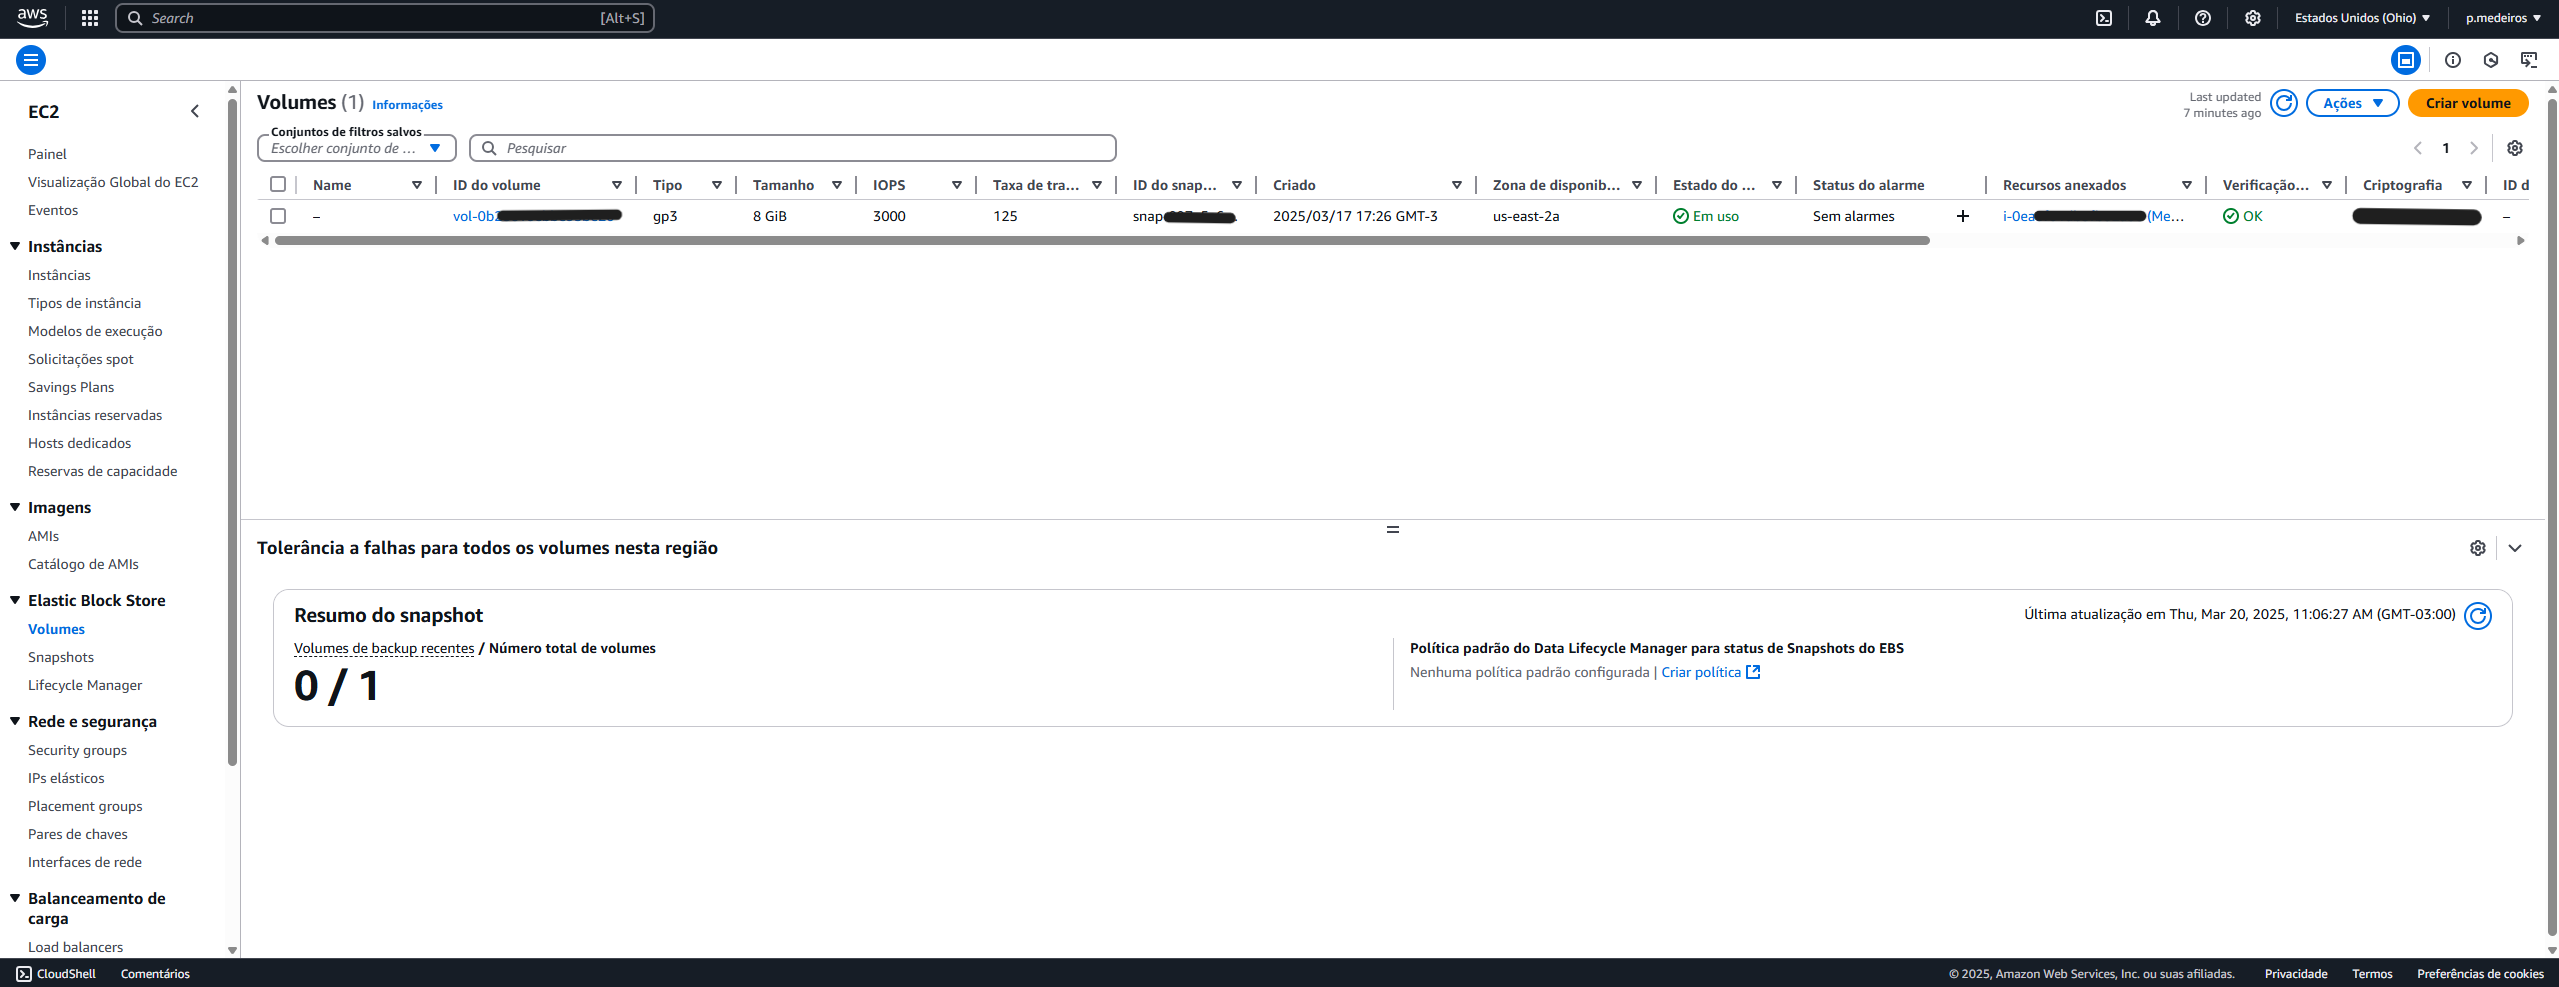 aws
Search [Alt+S]
Estados Unidos (Ohio)
p.medeiros
EC2
Painel
Visualização Global do EC2
Eventos
Instâncias
Instâncias
Tipos de instância
Modelos de execução
Solicitações spot
Savings Plans
Instâncias reservadas
Hosts dedicados
Reservas de capacidade
Imagens
AMIs
Catálogo de AMIs
Elastic Block Store
Volumes
Snapshots
Lifecycle Manager
Rede e segurança
Security groups
IPs elásticos
Placement groups
Pares de chaves
Interfaces de rede
Balanceamento de
carga
Load balancers
Volumes (1) Informações
Last updated
7 minutes ago
Ações
Criar volume
Conjuntos de filtros salvos
Escolher conjunto de ...
Pesquisar
1
Name ID do volume Tipo Tamanho IOPS Taxa de tra... ID do snap... Criado Zona de disponib... Estado do ... Status do alarme Recursos anexados Verificação... Criptografia ID d
– vol-0b gp3 8 GiB 3000 125 snap 2025/03/17 17:26 GMT-3 us-east-2a Em uso Sem alarmes + i-0ea (Me... OK –
Tolerância a falhas para todos os volumes nesta região
Resumo do snapshot
Última atualização em Thu, Mar 20, 2025, 11:06:27 AM (GMT-03:00)
Volumes de backup recentes / Número total de volumes
0 / 1
Política padrão do Data Lifecycle Manager para status de Snapshots do EBS
Nenhuma política padrão configurada | Criar política
CloudShell
Comentários
© 2025, Amazon Web Services, Inc. ou suas afiliadas.
Privacidade
Termos
Preferências de cookies